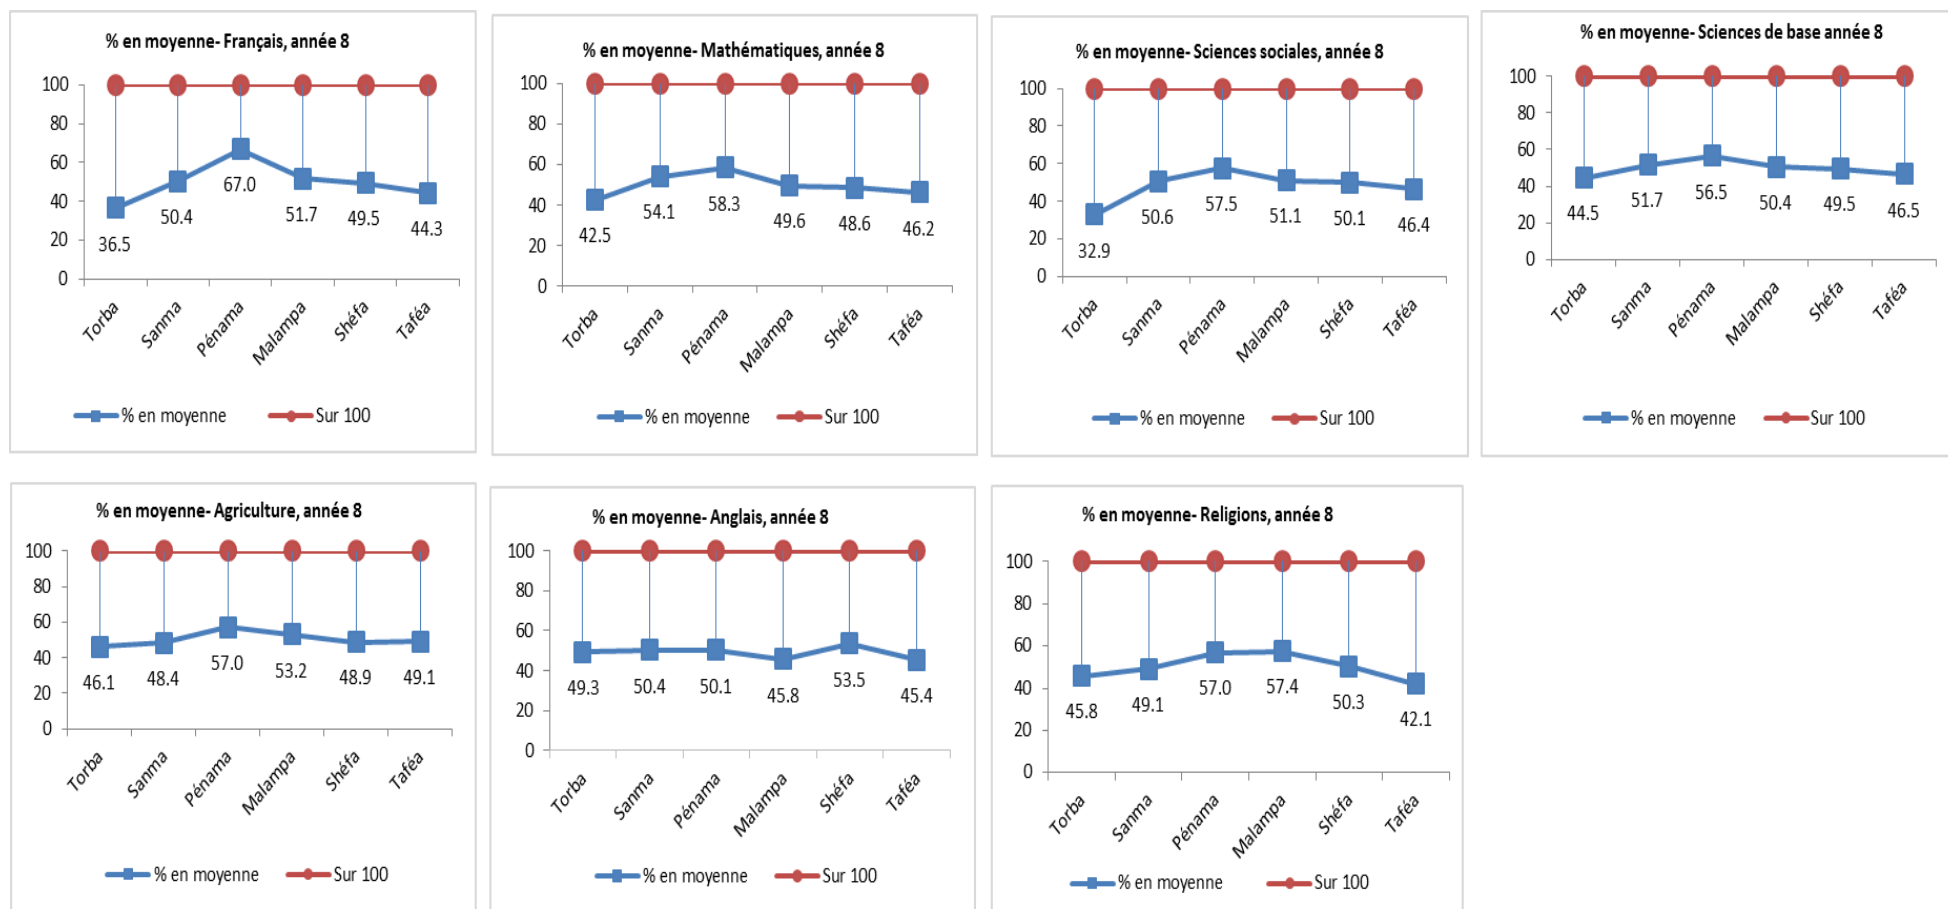 % en moyenne- Français, année 8
100
80
60
40
20
0
36.5
50.4
67.0
51.7
49.5
44.3
Torba
Sanma
Pénama
Malampa
Shéfa
Taféa
% en moyenne
Sur 100
% en moyenne- Mathématiques, année 8
100
80
60
40
20
0
42.5
54.1
58.3
49.6
48.6
46.2
Torba
Sanma
Pénama
Malampa
Shéfa
Taféa
% en moyenne
Sur 100
% en moyenne- Sciences sociales, année 8
100
80
60
40
20
0
32.9
50.6
57.5
51.1
50.1
46.4
Torba
Sanma
Pénama
Malampa
Shéfa
Taféa
% en moyenne
Sur 100
% en moyenne- Sciences de base année 8
100
80
60
40
20
0
44.5
51.7
56.5
50.4
49.5
46.5
Torba
Sanma
Pénama
Malampa
Shéfa
Taféa
% en moyenne
Sur 100
% en moyenne- Agriculture, année 8
100
80
60
40
20
0
46.1
48.4
57.0
53.2
48.9
49.1
Torba
Sanma
Pénama
Malampa
Shéfa
Taféa
% en moyenne
Sur 100
% en moyenne- Anglais, année 8
100
80
60
40
20
0
49.3
50.4
50.1
45.8
53.5
45.4
Torba
Sanma
Pénama
Malampa
Shéfa
Taféa
% en moyenne
Sur 100
% en moyenne- Religions, année 8
100
80
60
40
20
0
45.8
49.1
57.0
57.4
50.3
42.1
Torba
Sanma
Pénama
Malampa
Shéfa
Taféa
% en moyenne
Sur 100